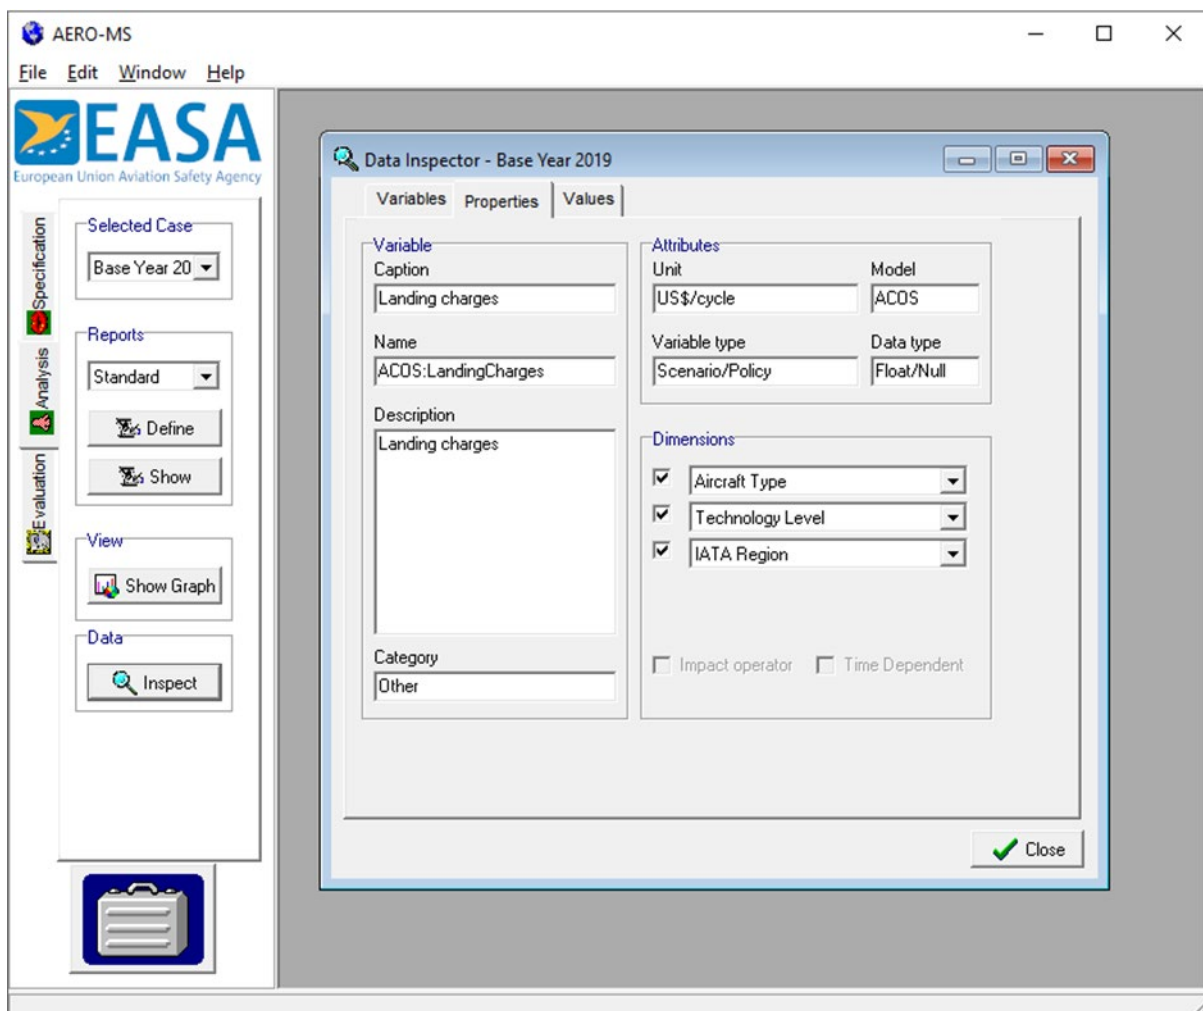 AERO-MS
File Edit Window Help
EASA
European Union Aviation Safety Agency
Specification
Analysis
Evaluation
Selected Case
Base Year 20
Reports
Standard
Define
Show
View
Show Graph
Data
Inspect
Data Inspector - Base Year 2019
Variables Properties Values
Variable
Caption
Landing charges
Name
ACOS:LandingCharges
Description
Landing charges
Category
Other
Attributes
Unit Model
US$/cycle ACOS
Variable type Data type
Scenario/Policy Float/Null
Dimensions
Aircraft Type
Technology Level
IATA Region
Impact operator Time Dependent
Close